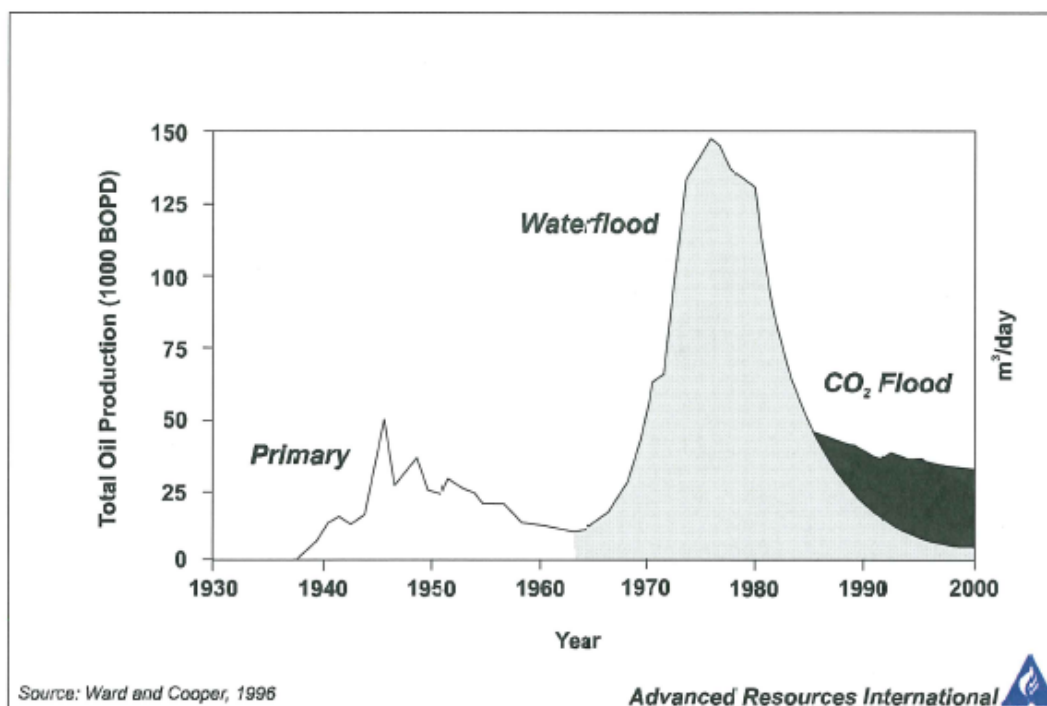 Total Oil Production (1000 BOPD)
150
125
100
75
50
25
0
Primary
Waterflood
CO₂ Flood
m³/day
1930 1940 1950 1960 1970 1980 1990 2000
Year
Source: Ward and Cooper, 1996
Advanced Resources International